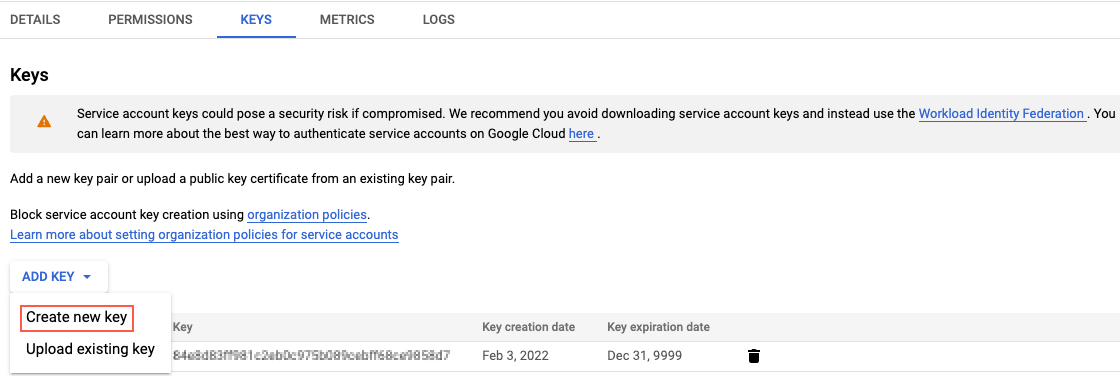 DETAILS PERMISSIONS KEYS METRICS LOGS
Keys
Service account keys could pose a security risk if compromised. We recommend you avoid downloading service account keys and instead use the Workload Identity Federation . You
can learn more about the best way to authenticate service accounts on Google Cloud here .
Add a new key pair or upload a public key certificate from an existing key pair.
Block service account key creation using organization policies.
Learn more about setting organization policies for service accounts
ADD KEY
Create new key
Upload existing key
Key Key creation date Key expiration date
Feb 3, 2022 Dec 31, 9999